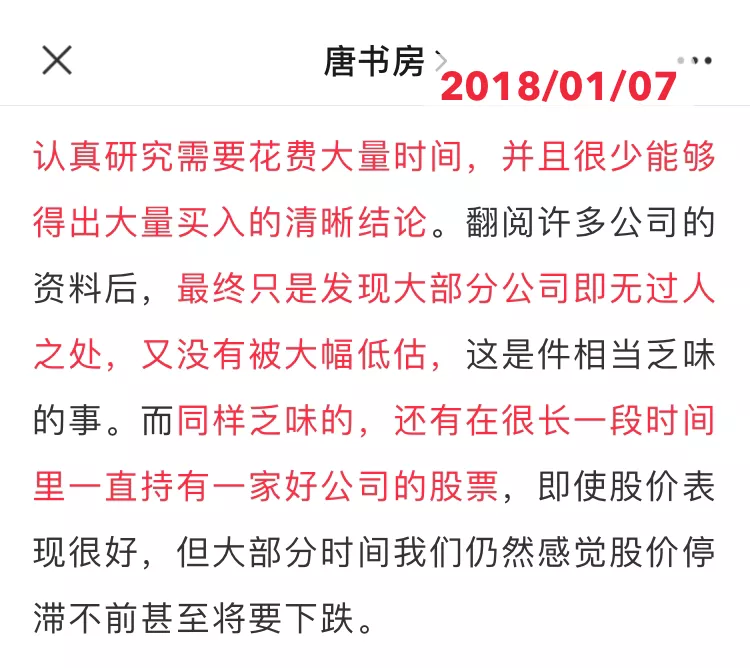 唐书房
2018/01/07
认真研究需要花费大量时间，并且很少能够
得出大量买入的清晰结论。翻阅许多公司的
资料后，最终只是发现大部分公司即无过人
之处，又没有被大幅低估，这是件相当乏味
的事。而同样乏味的，还有在很长一段时间
里一直持有一家好公司的股票，即使股价表
现很好，但大部分时间我们仍然感觉股价停
滞不前甚至将要下跌。